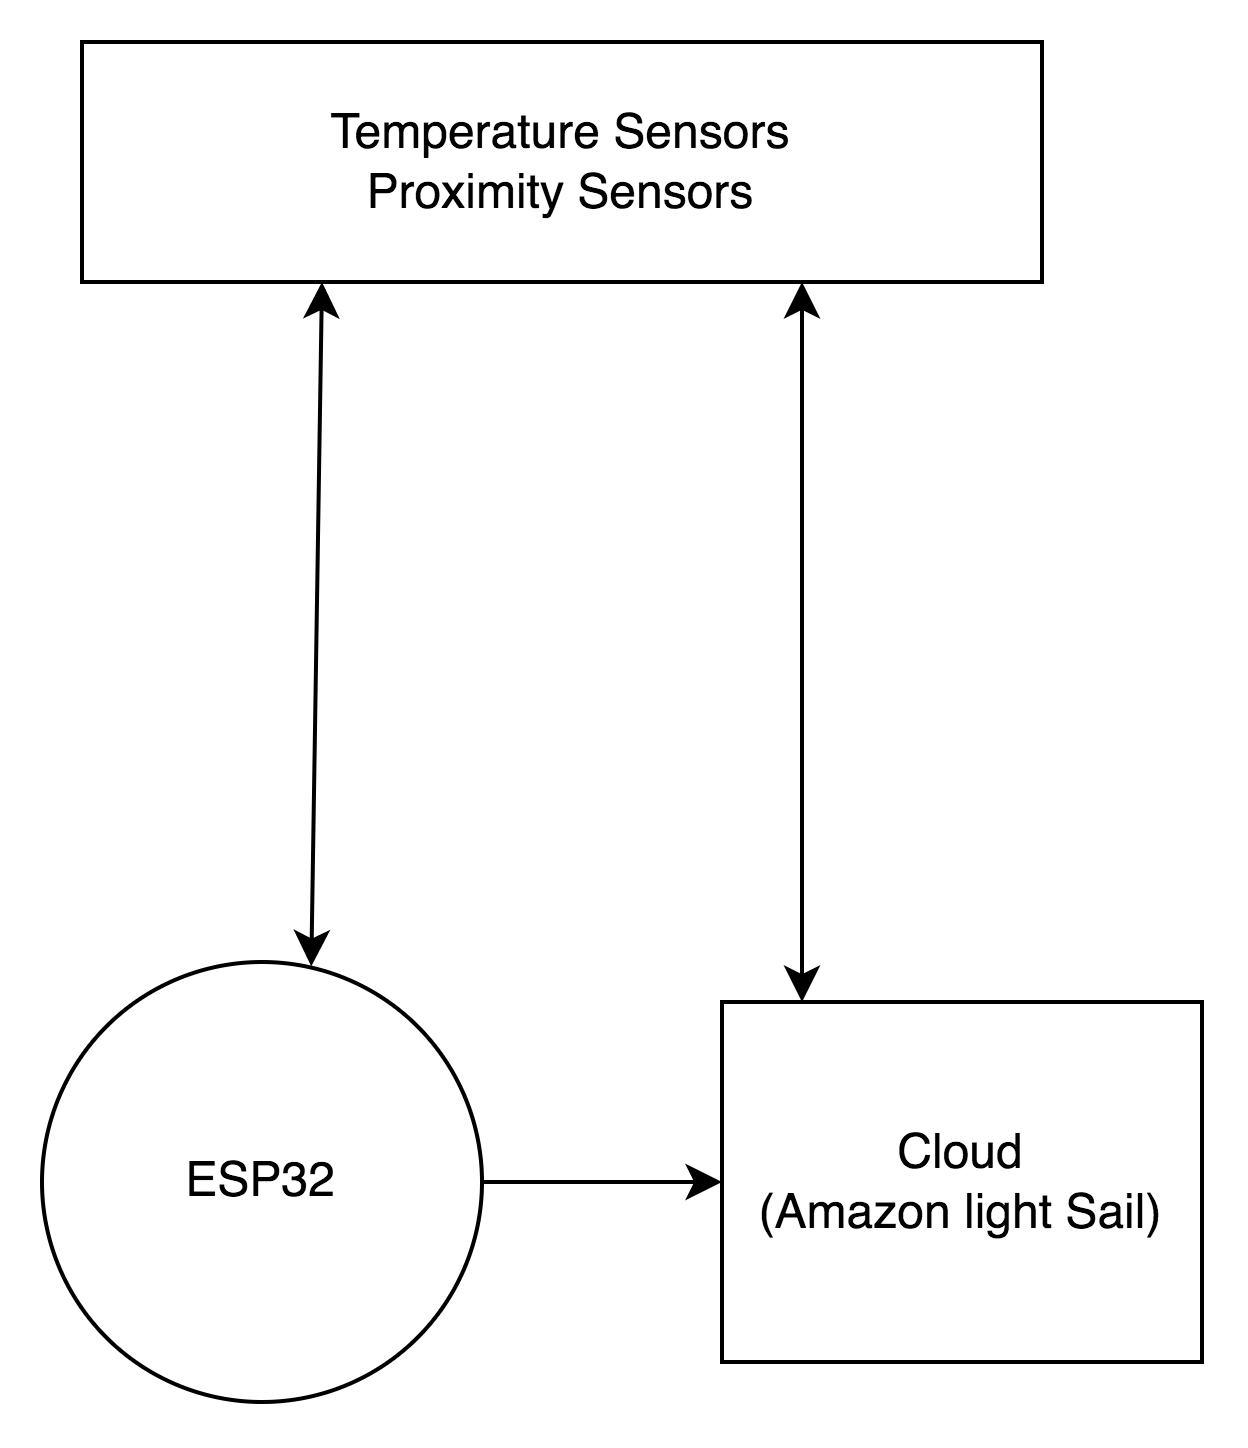 Temperature Sensors
Proximity Sensors
ESP32
Cloud
(Amazon light Sail)